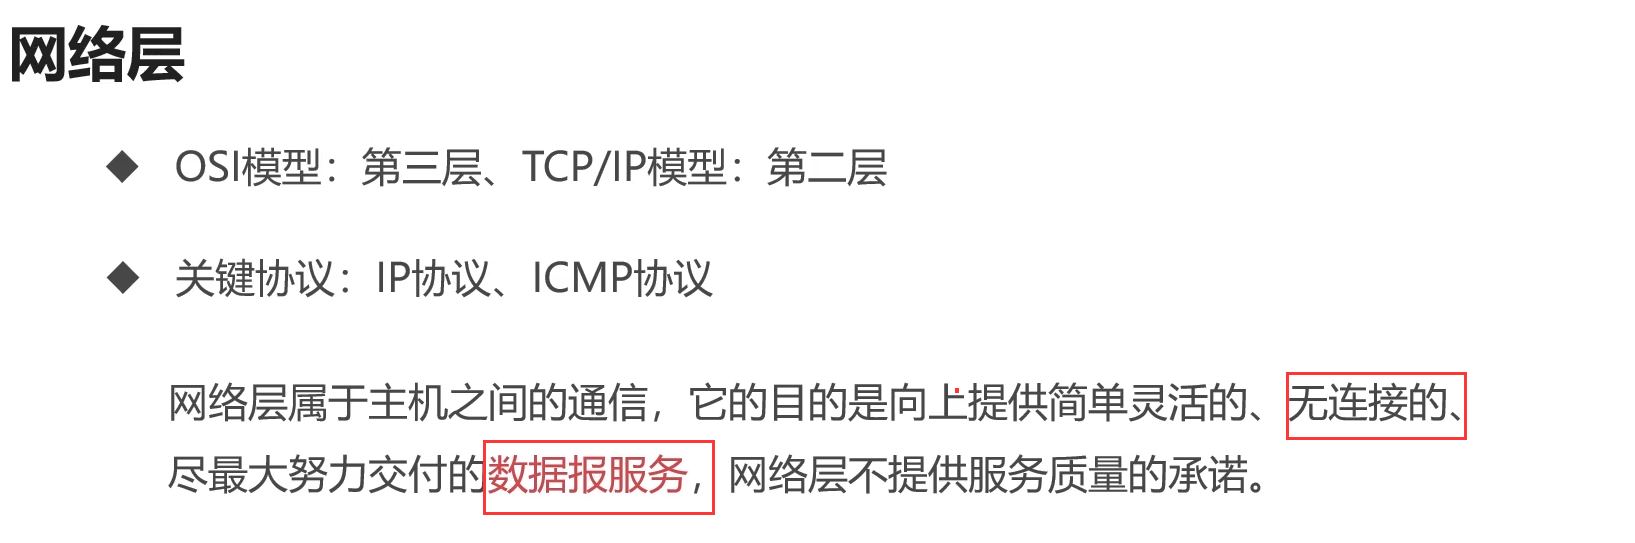 网络层
◆ OSI模型：第三层、TCP/IP模型：第二层
◆ 关键协议：IP协议、ICMP协议
网络层属于主机之间的通信，它的目的是向上提供简单灵活的、无连接的、
尽最大努力交付的数据报服务，网络层不提供服务质量的承诺。